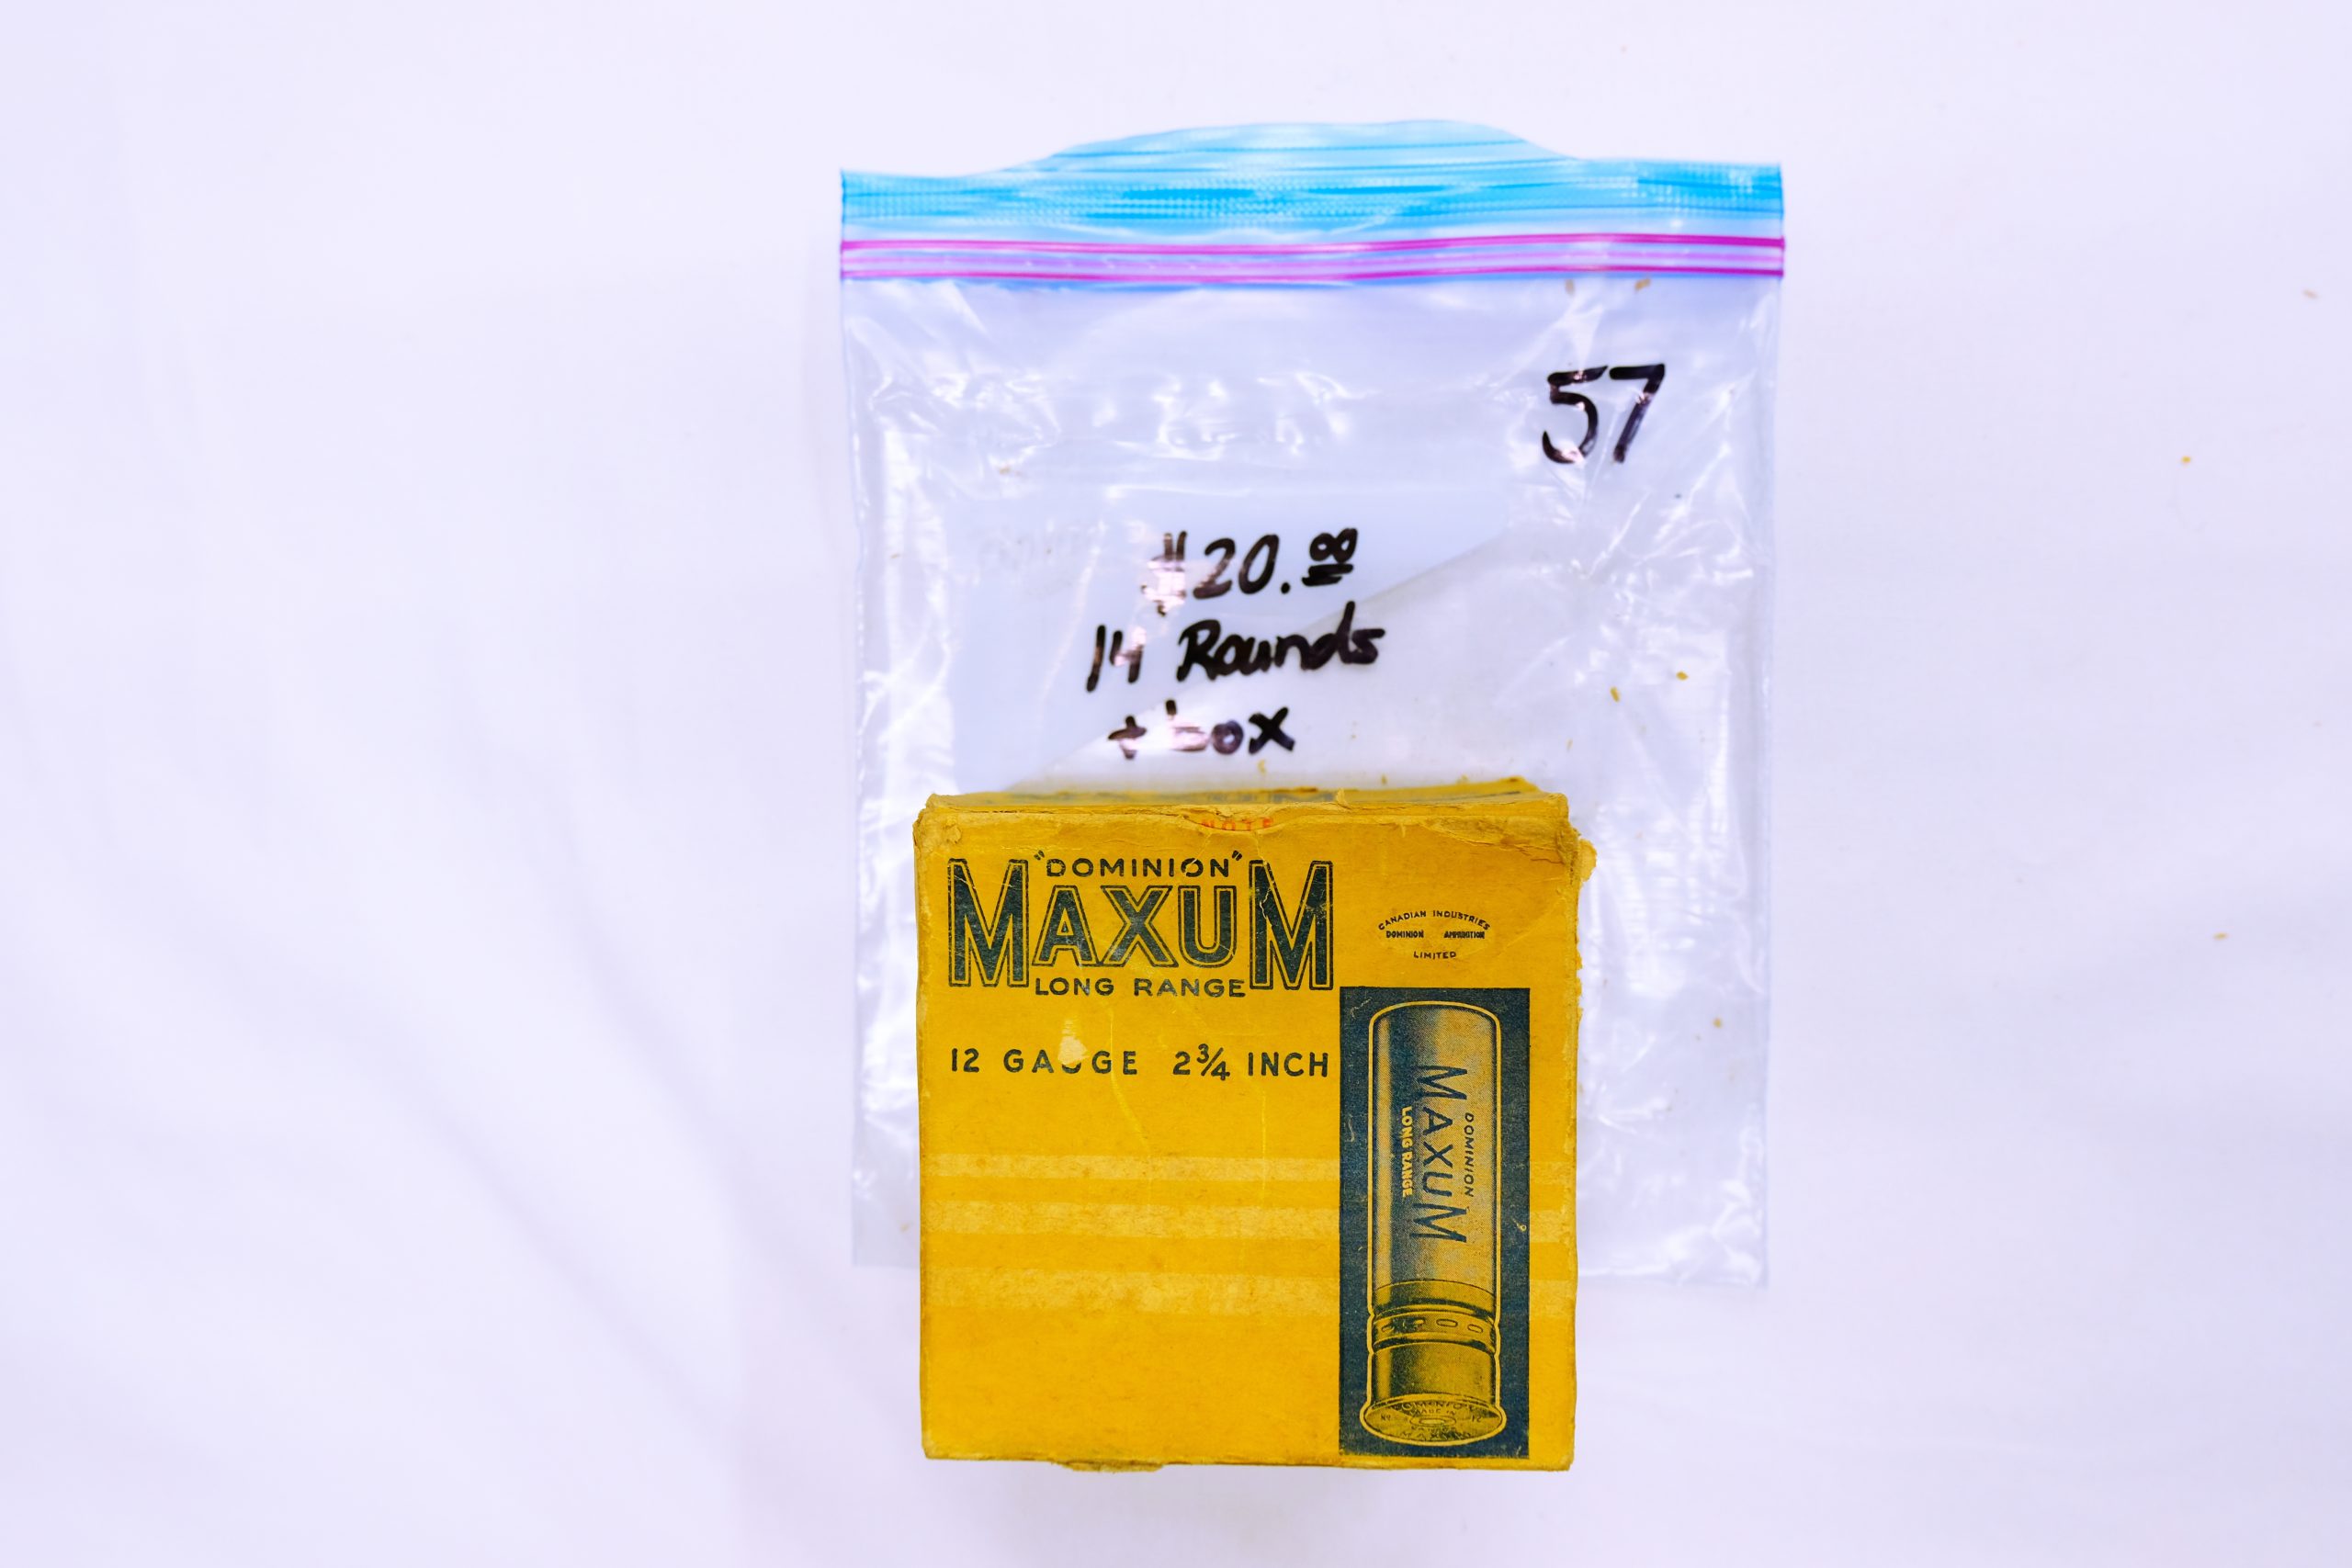 57
$20.00
14 Rounds
+ box
NOTE
"DOMINION"
MAXUM
LONG RANGE
CANADIAN INDUSTRIES
DOMINION AMMUNITION
LIMITED
12 GAUGE 2¾ INCH
DOMINION
MAXUM
LONG RANGE